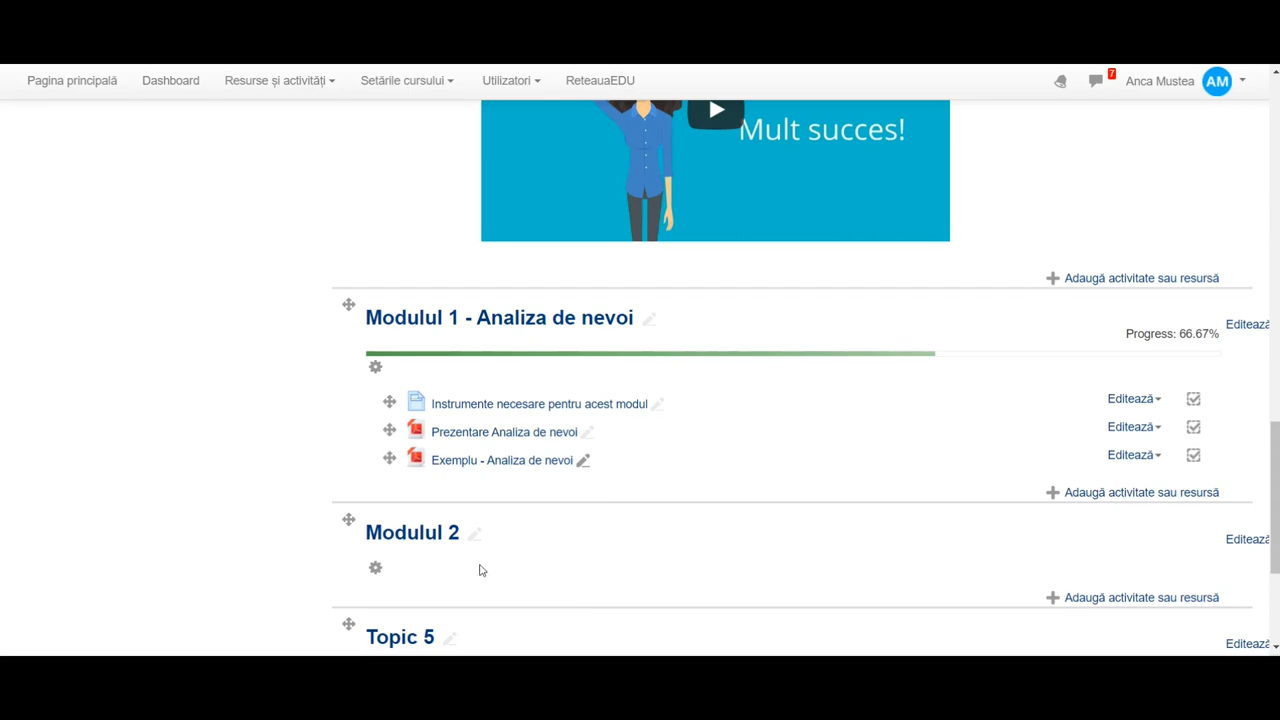 Pagina principală Dashboard Resurse și activități Setările cursului Utilizatori ReteauaEDU 7 Anca Mustea AM
Mult succes!
Adaugă activitate sau resursă
Modulul 1 - Analiza de nevoi
Editează
Progress: 66.67%
Instrumente necesare pentru acest modul Editează
Prezentare Analiza de nevoi Editează
Exemplu - Analiza de nevoi Editează
Adaugă activitate sau resursă
Modulul 2
Editează
Adaugă activitate sau resursă
Topic 5
Editează